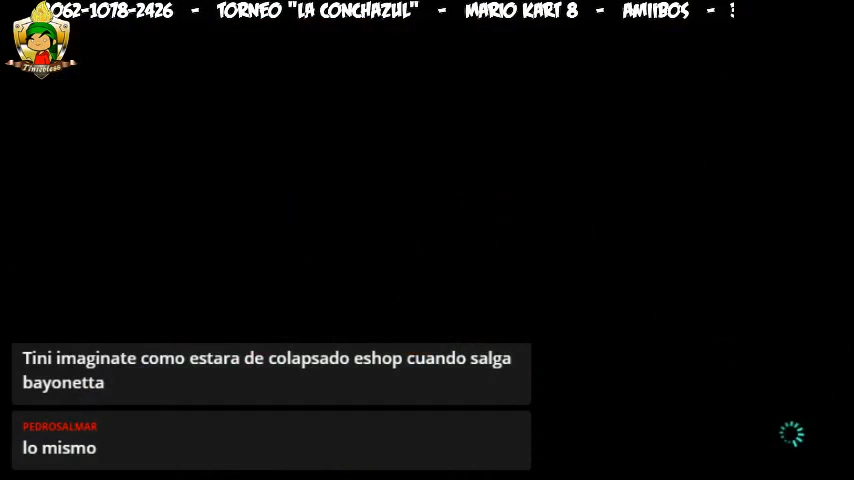 062-1078-2426 - TORNEO "LA CONCHAZUL" - MARIO KART 8 - AMIIBOS -
Tiniteless
Tini imaginate como estara de colapsado eshop cuando salga
bayonetta
PEDROSALMAR
lo mismo